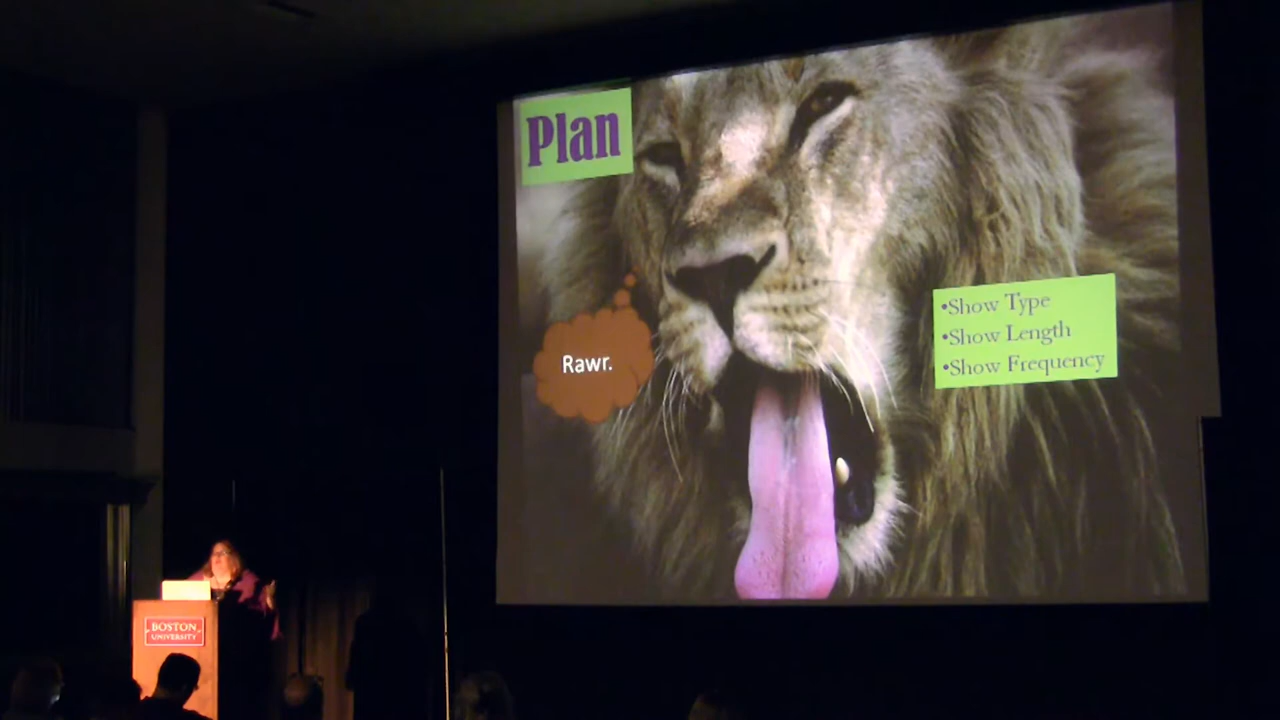 Plan
Rawr.
•Show Type
•Show Length
•Show Frequency
BOSTON
UNIVERSITY